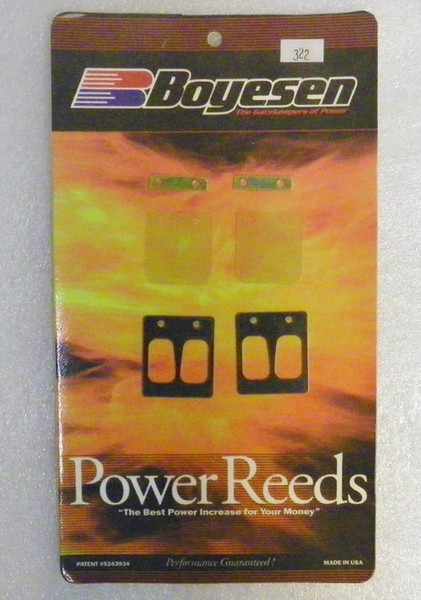 322
Boyesen
The Gatekeepers of Power
Power Reeds
"The Best Power Increase for Your Money"
PATENT #5243934
Performance Guaranteed!
MADE IN USA